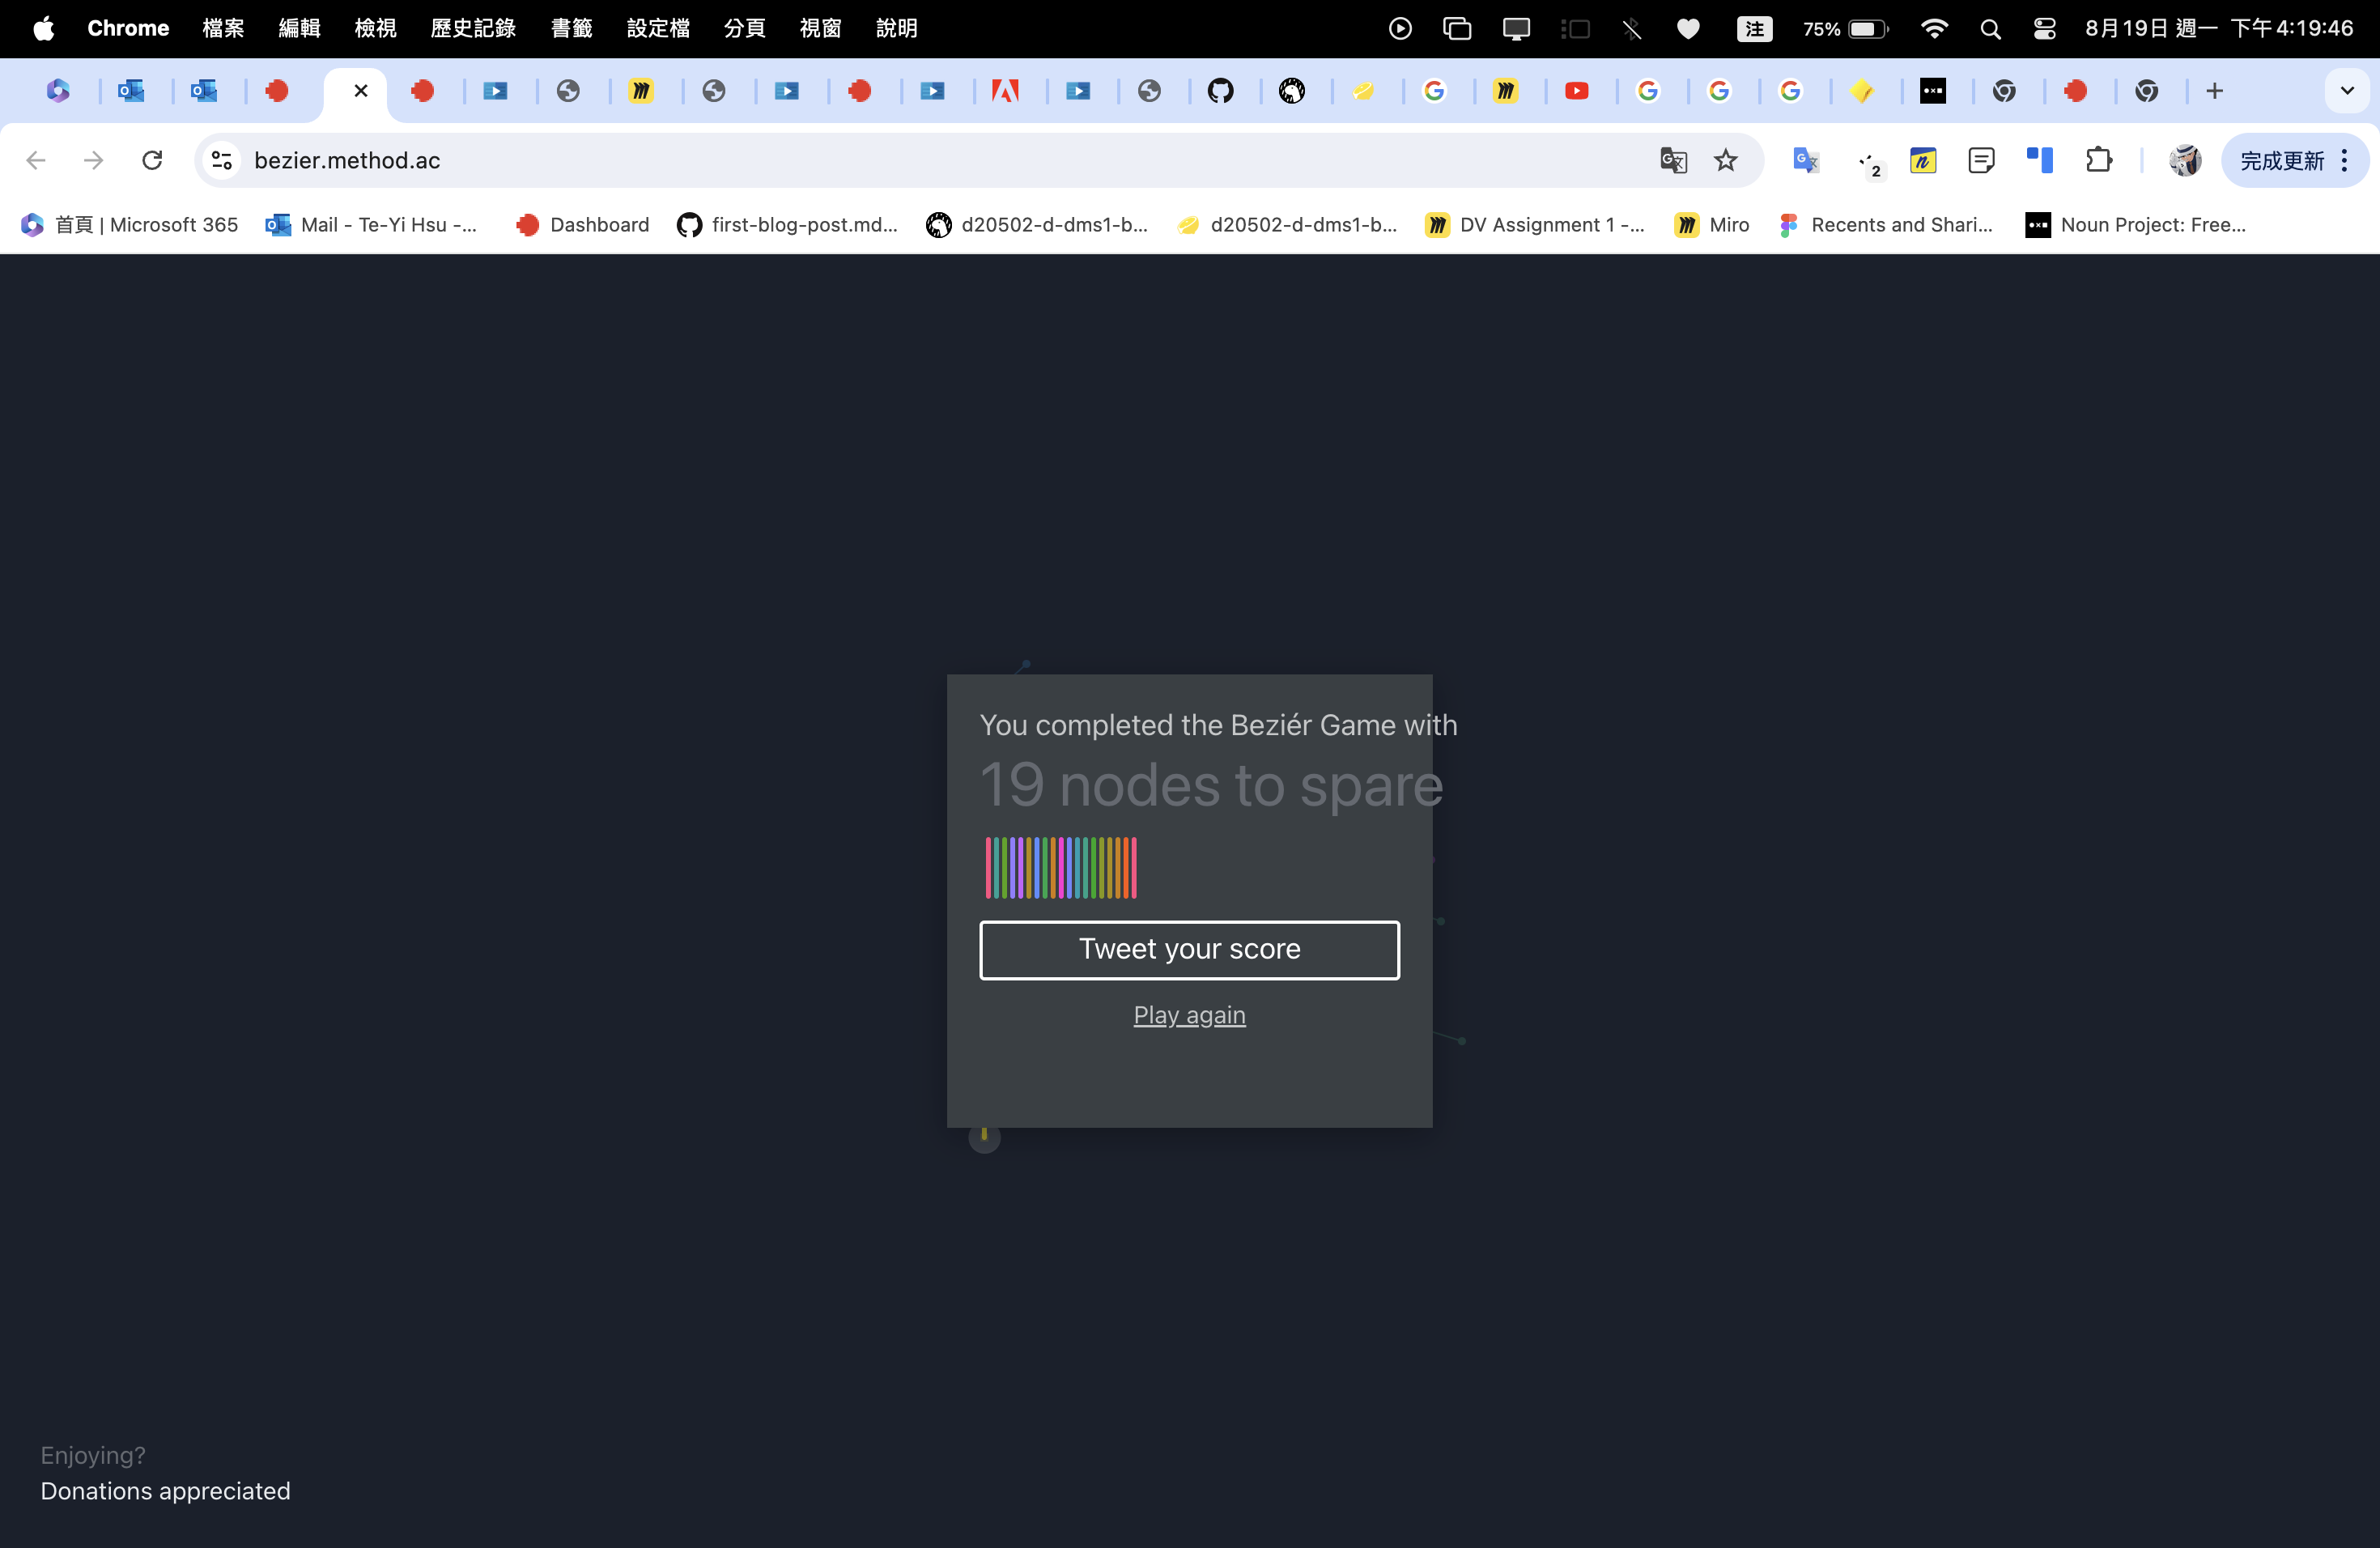 Chrome 檔案 編輯 檢視 歷史記錄 書籤 設定檔 分頁 視窗 說明 注 75% 8月19日 週一 下午4:19:46
bezier.method.ac 2 完成更新
首頁 | Microsoft 365 Mail - Te-Yi Hsu -... Dashboard first-blog-post.md... d20502-d-dms1-b... d20502-d-dms1-b... DV Assignment 1 -... Miro Recents and Shari... Noun Project: Free...
You completed the Beziér Game with
19 nodes to spare
Tweet your score
Play again
Enjoying?
Donations appreciated